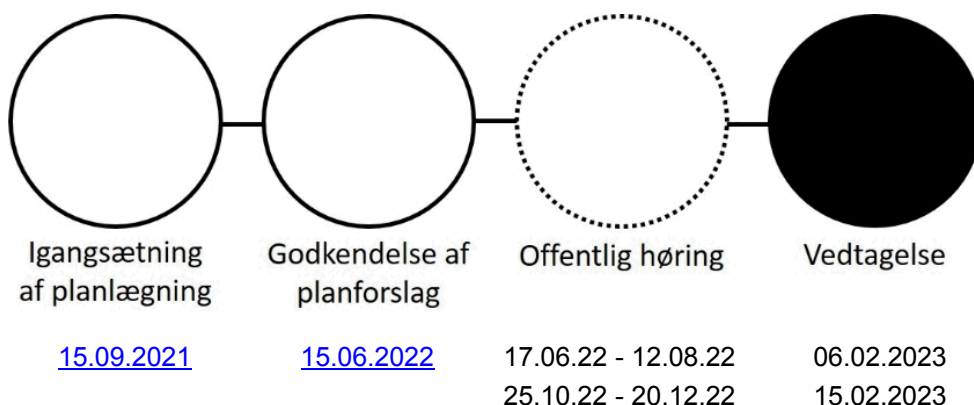 Igangsætning
af planlægning
Godkendelse af
planforslag
Offentlig høring
Vedtagelse
15.09.2021
15.06.2022
17.06.22 - 12.08.22
06.02.2023
25.10.22 - 20.12.22
15.02.2023